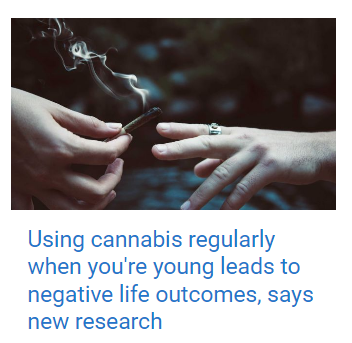 Using cannabis regularly
when you're young leads to
negative life outcomes, says
new research